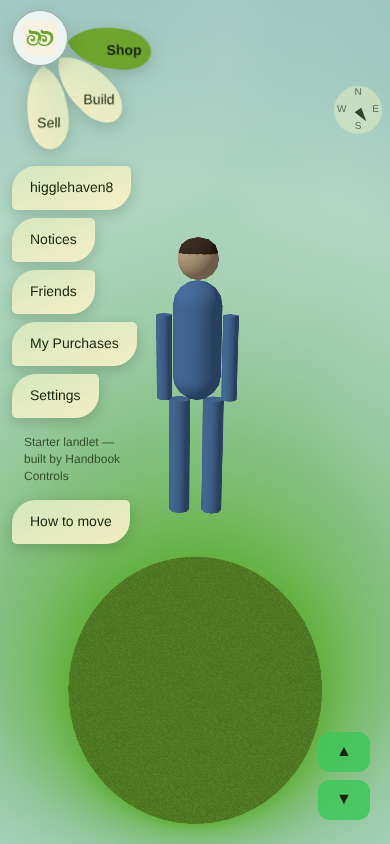 Shop
Build
Sell
N
W E
S
higglehaven8
Notices
Friends
My Purchases
Settings
Starter landlet —
built by Handbook
Controls
How to move
▲
▼